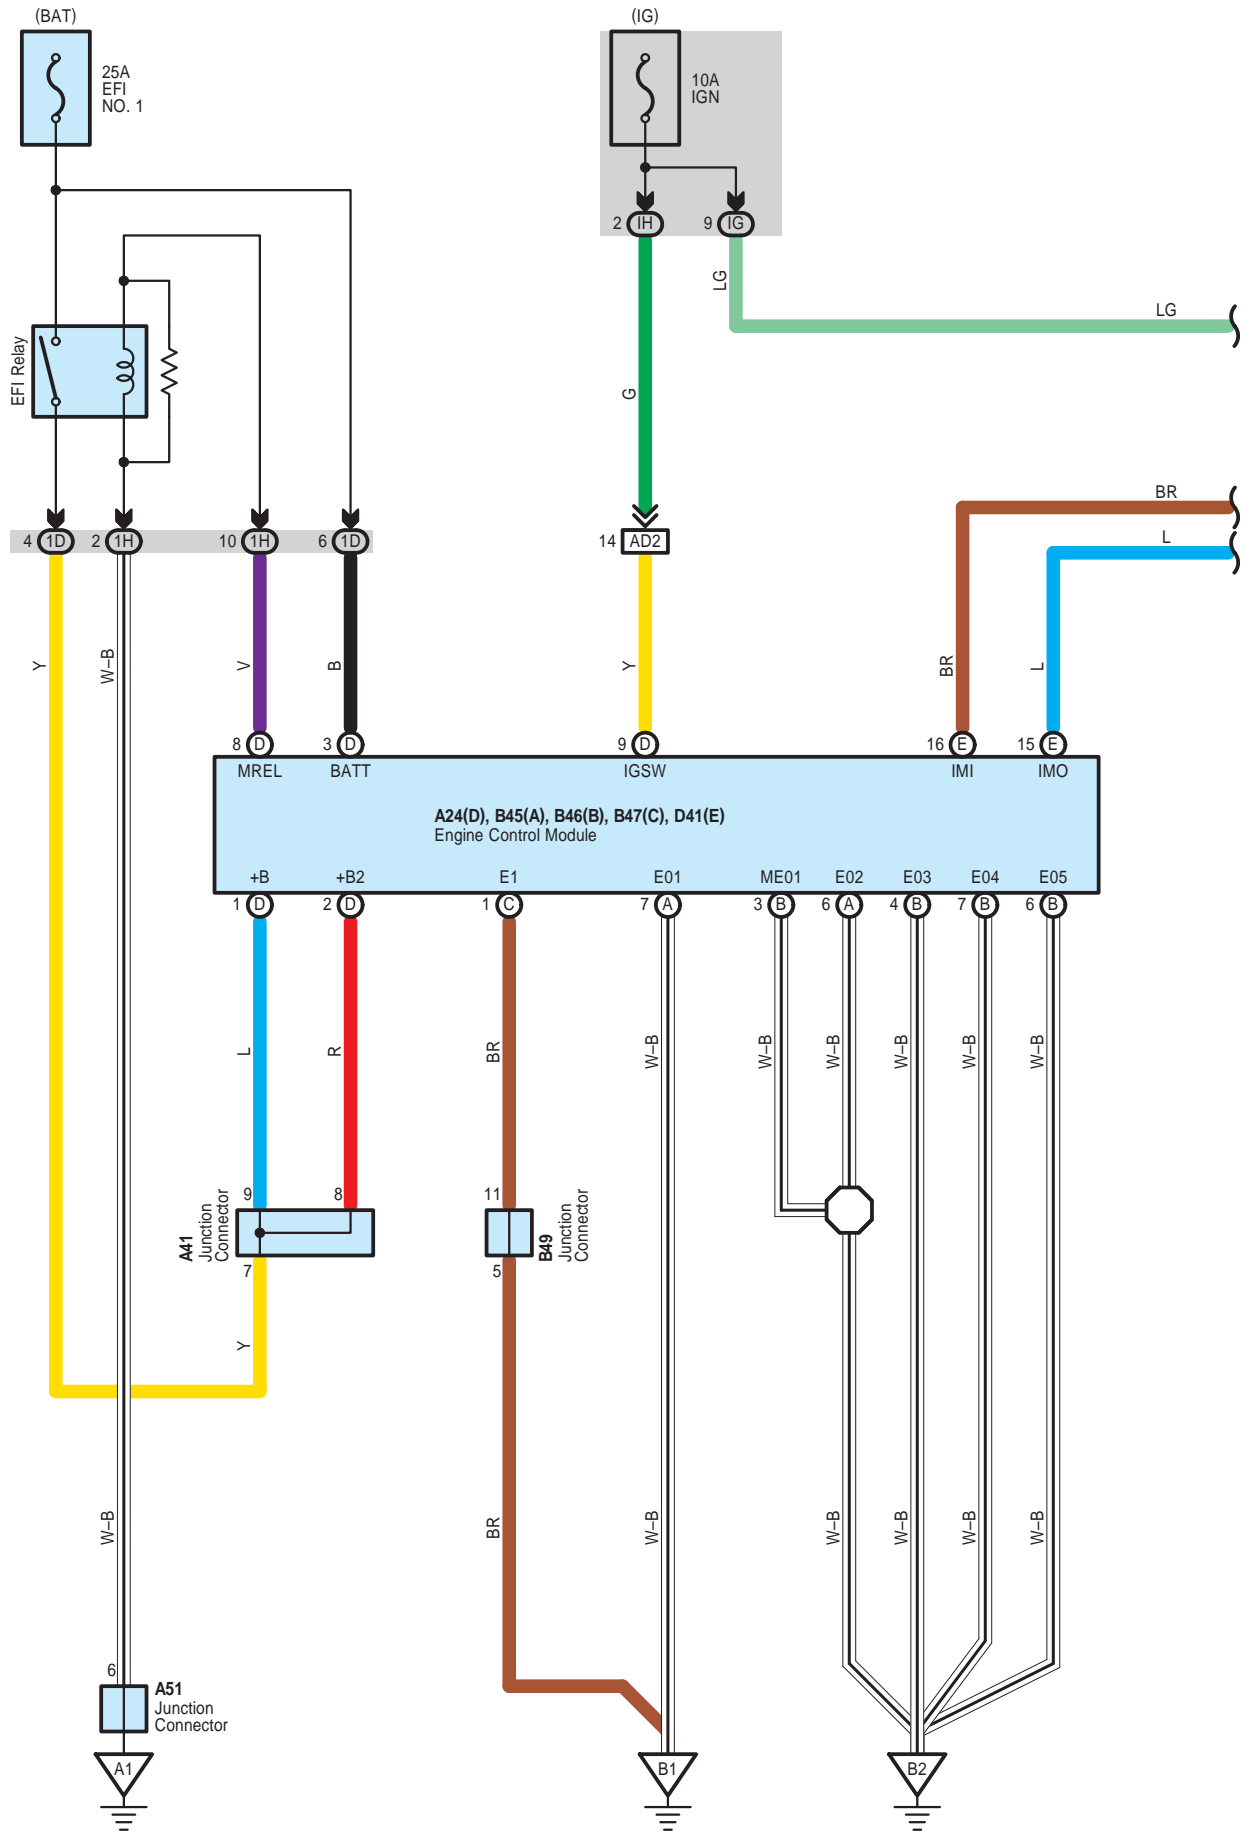 (BAT)
(IG)
25A
EFI
NO. 1
10A
IGN
2 IH
9 IG
LG
LG
EFI Relay
G
BR
L
4 1D
2 1H
10 1H
6 1D
14 AD2
Y
W–B
V
B
Y
BR
L
8 D
3 D
9 D
16 E
15 E
MREL
BATT
IGSW
IMI
IMO
A24(D), B45(A), B46(B), B47(C), D41(E)
Engine Control Module
+B
+B2
E1
E01
ME01
E02
E03
E04
E05
1 D
2 D
1 C
7 A
3 B
6 A
4 B
7 B
6 B
L
R
BR
W–B
W–B
W–B
W–B
W–B
W–B
9
8
11
A41
Junction
Connector
B49
Junction
Connector
7
5
Y
W–B
BR
W–B
W–B
W–B
W–B
W–B
6
A51
Junction
Connector
A1
B1
B2